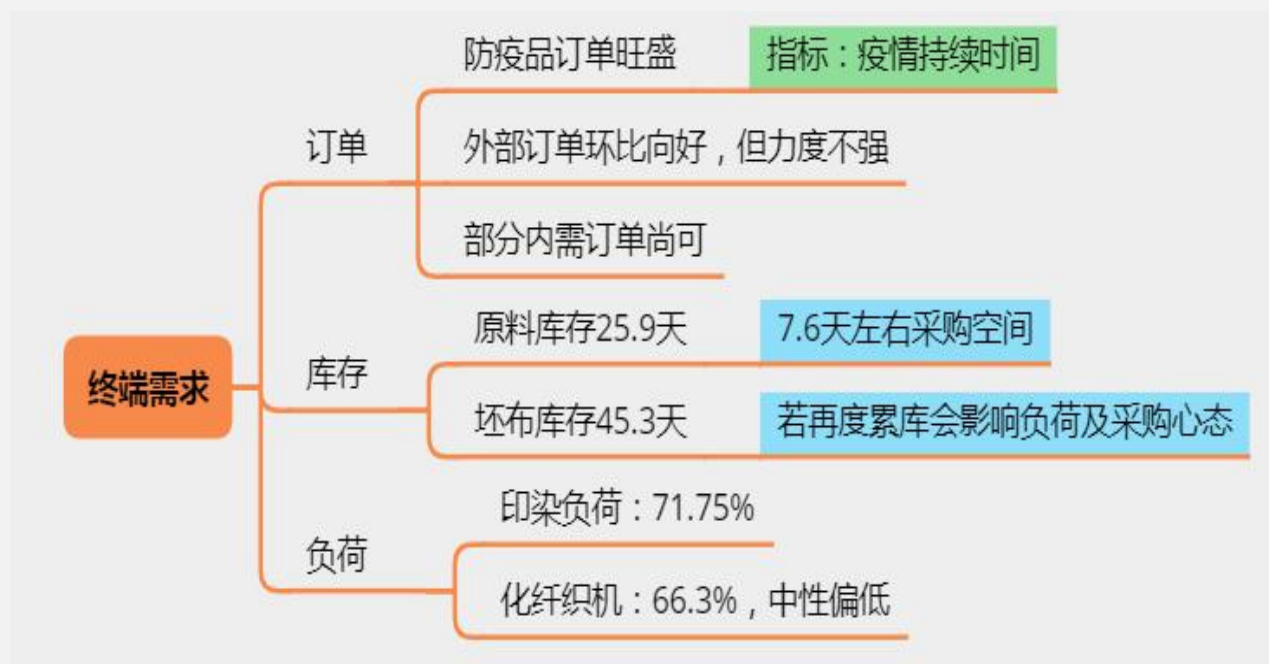 终端需求
订单
防疫品订单旺盛
指标：疫情持续时间
外部订单环比向好，但力度不强
部分内需订单尚可
库存
原料库存25.9天
7.6天左右采购空间
坯布库存45.3天
若再度累库会影响负荷及采购心态
负荷
印染负荷：71.75%
化纤织机：66.3%，中性偏低